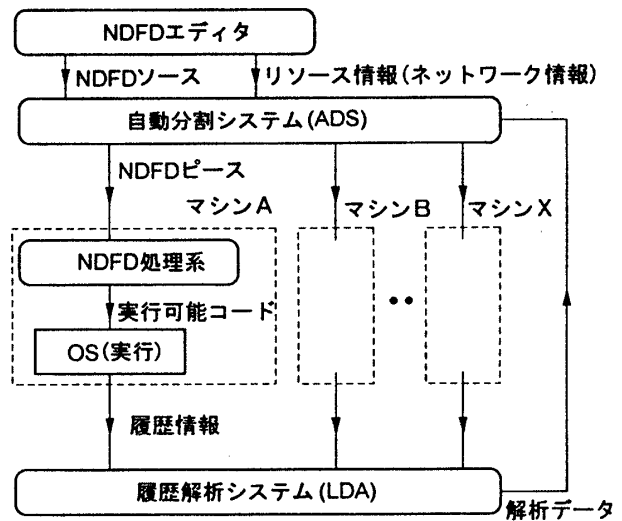 NDFDエディタ
NDFDソース
リソース情報(ネットワーク情報)
自動分割システム(ADS)
NDFDピース
マシンA
マシンB
マシンX
NDFD処理系
実行可能コード
OS(実行)
履歴情報
履歴解析システム(LDA)
解析データ